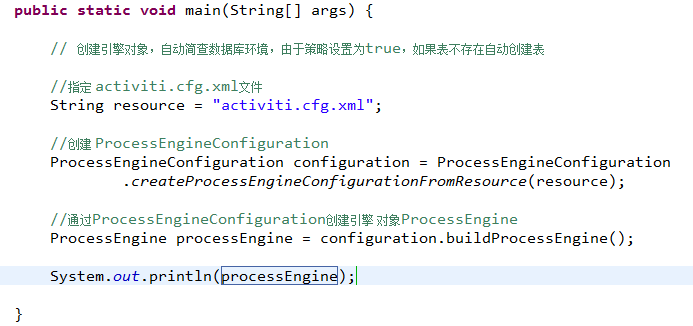 public static void main(String[] args) {
// 创建引擎对象，自动简查数据库环境，由于策略设置为true，如果表不存在自动创建表
//指定 activiti.cfg.xml文件
String resource = "activiti.cfg.xml";
//创建 ProcessEngineConfiguration
ProcessEngineConfiguration configuration = ProcessEngineConfiguration
.createProcessEngineConfigurationFromResource(resource);
//通过ProcessEngineConfiguration创建引擎 对象ProcessEngine
ProcessEngine processEngine = configuration.buildProcessEngine();
System.out.println(processEngine);
}